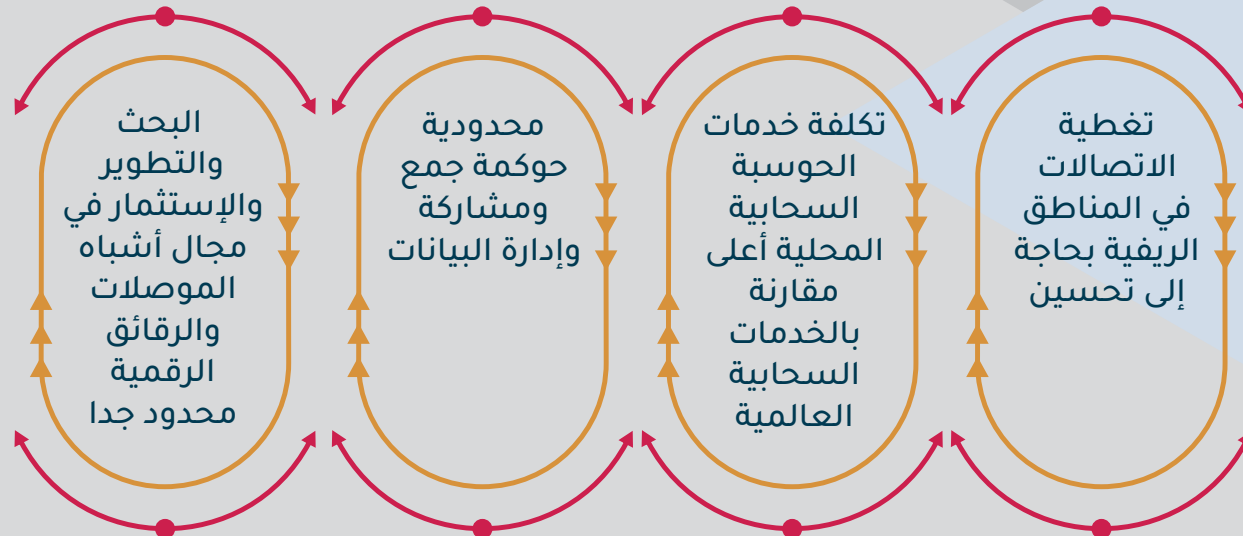 تغطية
الاتصالات
في المناطق
الريفية بحاجة
إلى تحسين
تكلفة خدمات
الحوسبة
السحابية
المحلية أعلى
مقارنة
بالخدمات
السحابية
العالمية
محدودية
حوكمة جمع
ومشاركة
وإدارة البيانات
البحث
والتطوير
والإستثمار في
مجال أشباه
الموصلات
والرقائق
الرقمية
محدود جدا